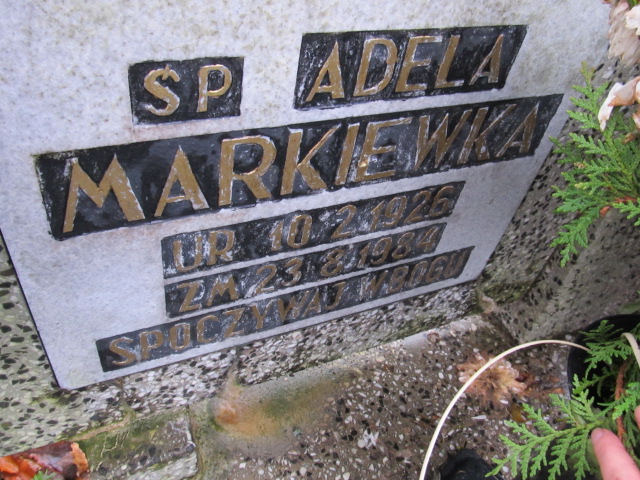 ŚP ADELA
MARKIEWKA
UR 10 2 1926
ZM 23 8 1984
SPOCZYWAJ W BOGU